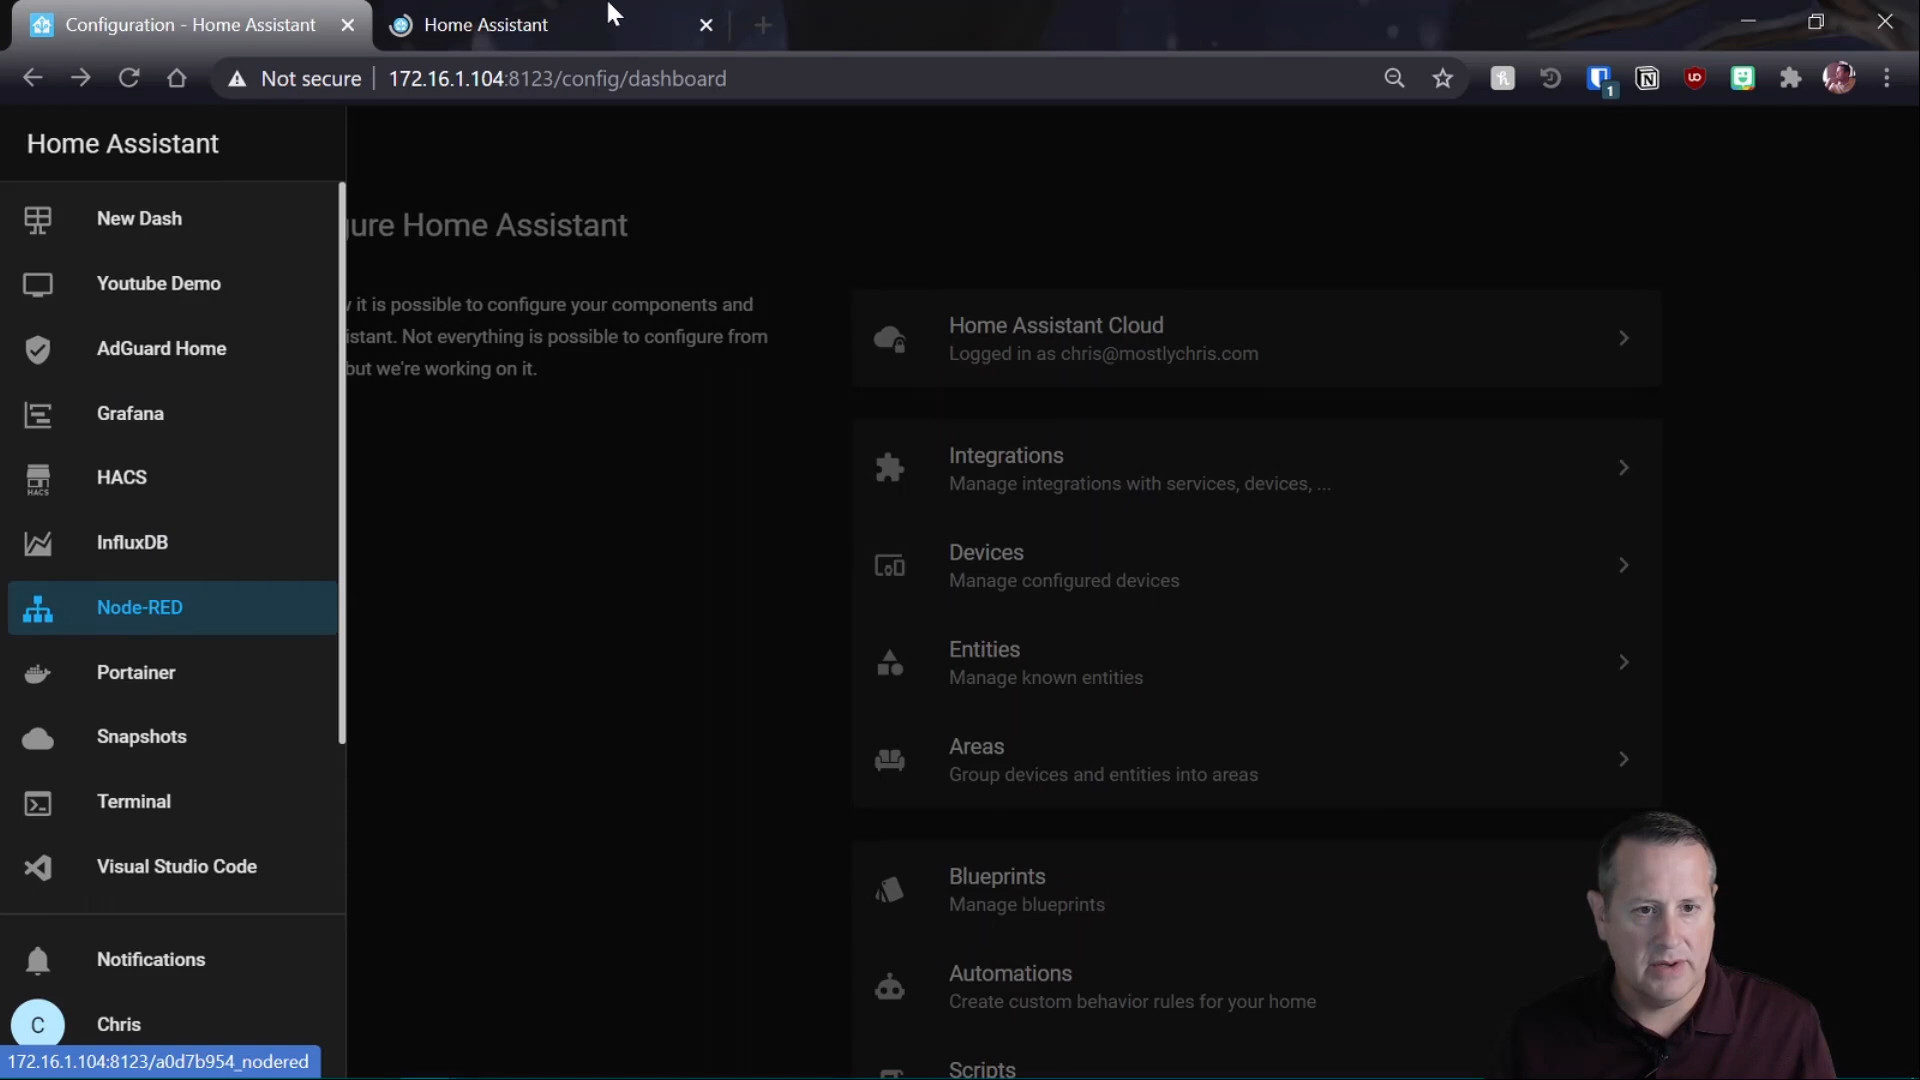 Configuration - Home Assistant
Home Assistant
Not secure
172.16.1.104:8123/config/dashboard
1
Home Assistant
New Dash
Youtube Demo
AdGuard Home
Grafana
HACS
HACS
InfluxDB
Node-RED
Portainer
Snapshots
Terminal
Visual Studio Code
Notifications
C
Chris
172.16.1.104:8123/a0d7b954_nodered
ure Home Assistant
it is possible to configure your components and
istant. Not everything is possible to configure from
but we're working on it.
Home Assistant Cloud
Logged in as chris@mostlychris.com
Integrations
Manage integrations with services, devices, ...
Devices
Manage configured devices
Entities
Manage known entities
Areas
Group devices and entities into areas
Blueprints
Manage blueprints
Automations
Create custom behavior rules for your home
Scripts